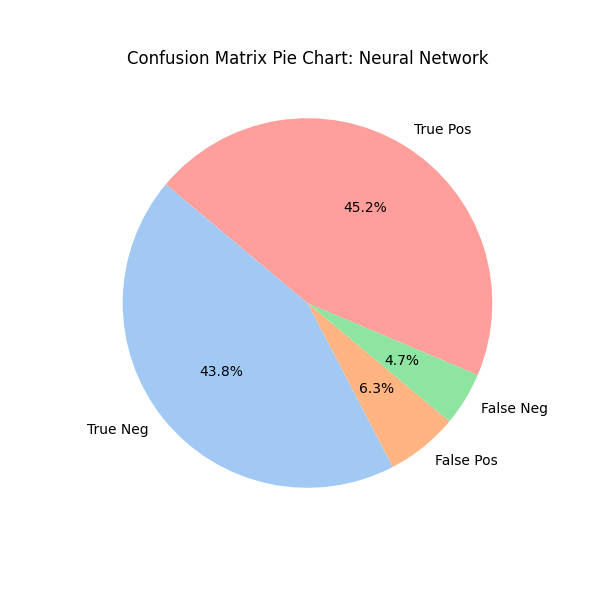 Confusion Matrix Pie Chart: Neural Network
True Pos
45.2%
43.8%
4.7%
6.3%
True Neg
False Neg
False Pos